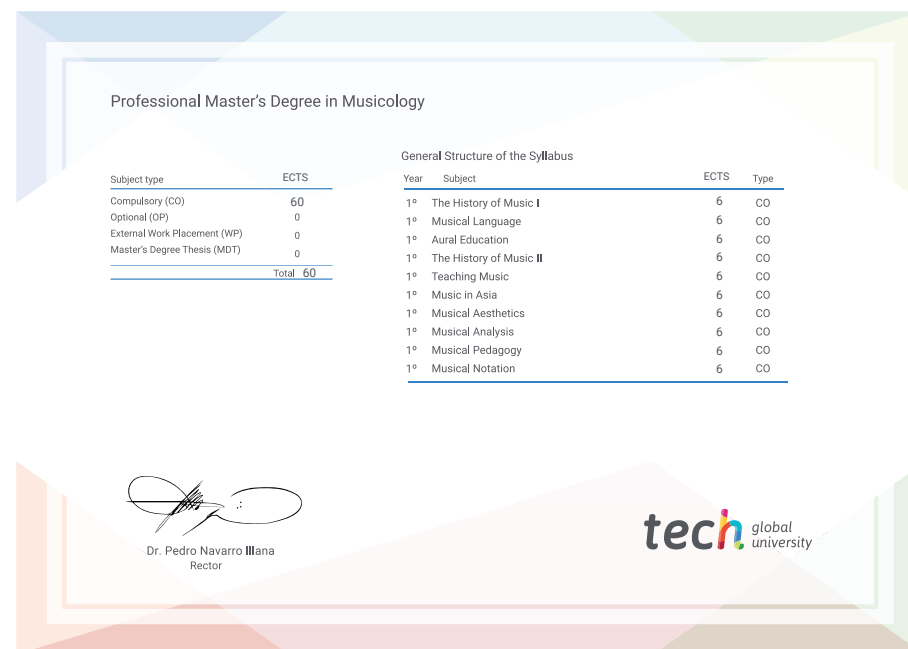 Professional Master's Degree in Musicology
Subject type ECTS
Compulsory (CO) 60
Optional (OP) 0
External Work Placement (WP) 0
Master's Degree Thesis (MDT) 0
Total 60
General Structure of the Syllabus
Year Subject ECTS Type
1º The History of Music I 6 CO
1º Musical Language 6 CO
1º Aural Education 6 CO
1º The History of Music II 6 CO
1º Teaching Music 6 CO
1º Music in Asia 6 CO
1º Musical Aesthetics 6 CO
1º Musical Analysis 6 CO
1º Musical Pedagogy 6 CO
1º Musical Notation 6 CO
Dr. Pedro Navarro Illana
Rector
tech global
university